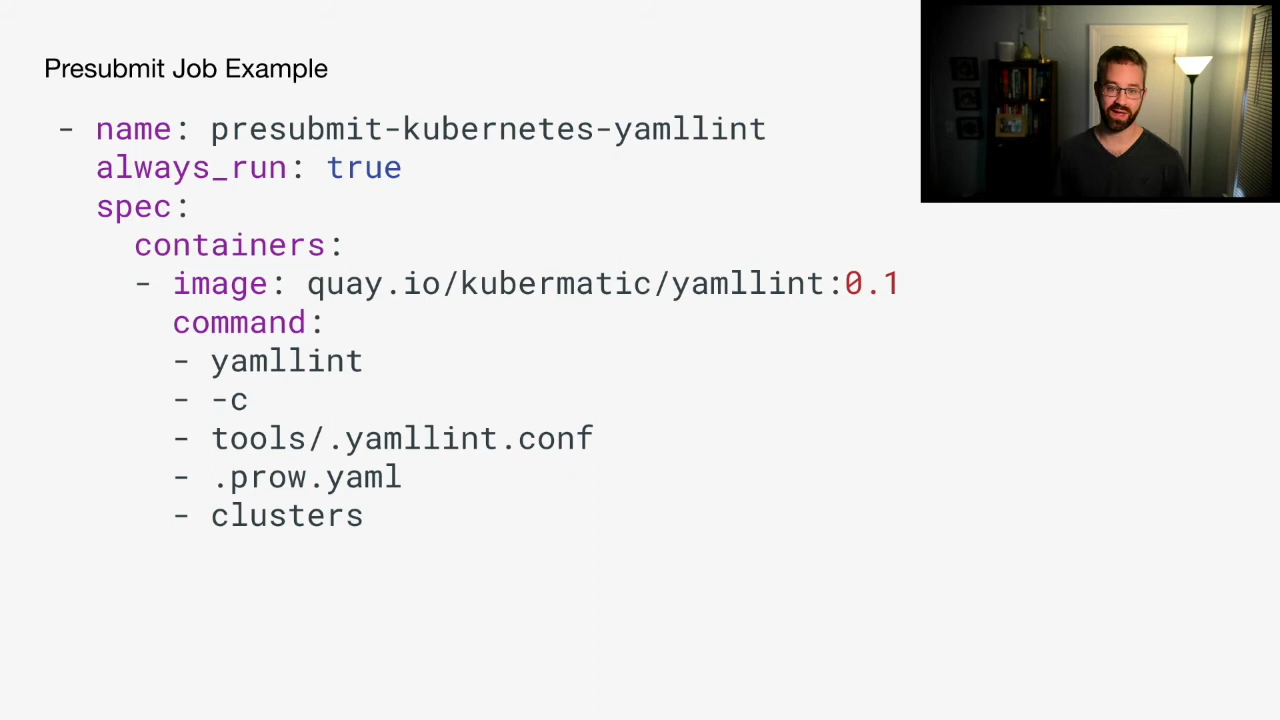 Presubmit Job Example
- name: presubmit-kubernetes-yamllint
always_run: true
spec:
containers:
- image: quay.io/kubermatic/yamllint:0.1
command:
- yamllint
- -c
- tools/.yamllint.conf
- .prow.yaml
- clusters